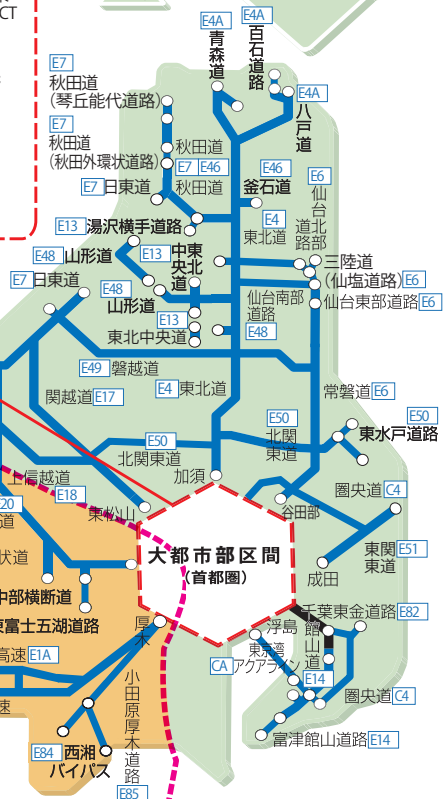 CT
E4A
E4A
青森道
百石道路
E7
秋田道
(琴丘能代道路)
E4A
八戸道
E7
秋田道
(秋田外環状道路)
秋田道
E7 E46
秋田道
E7 日東道
E46
釜石道
E6
仙台北部道路
E4
東北道
E13 湯沢横手道路
E48 山形道
E13
東北中央道
三陸道
(仙塩道路) E6
E7 日東道
E48
山形道
仙台南部
道路
仙台東部道路 E6
E13
東北中央道
E48
E49 磐越道
関越道 E17
E4 東北道
常磐道 E6
E50
北関
東道
E50
東水戸道路
E50
北関東道
上信越道
E18
加須
圏央道 C4
谷田部
東松山
E20
道
状道
大都市部区間
(首都圏)
東関
東道
E51
成田
中部横断道
東富士五湖道路
厚木
千葉東金道路 E82
浮島
館山道
高速 E1A
東京湾
CA アクアライン
E14
速
小田原厚木道路
圏央道 C4
E84 西湘
バイパス
富津館山道路 E14
E85